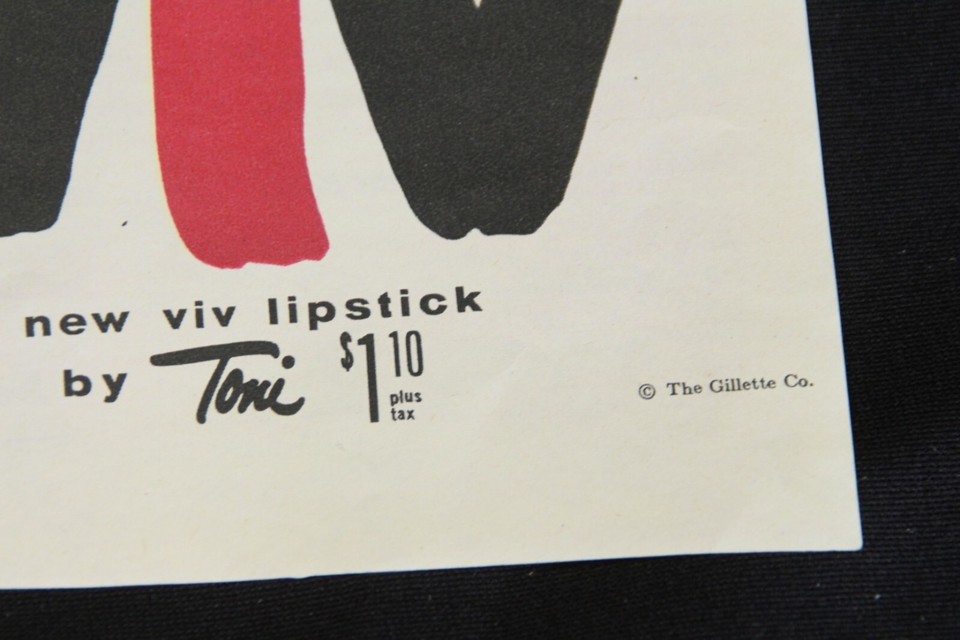 new viv lipstick
by Toni $1 10
plus
tax
© The Gillette Co.